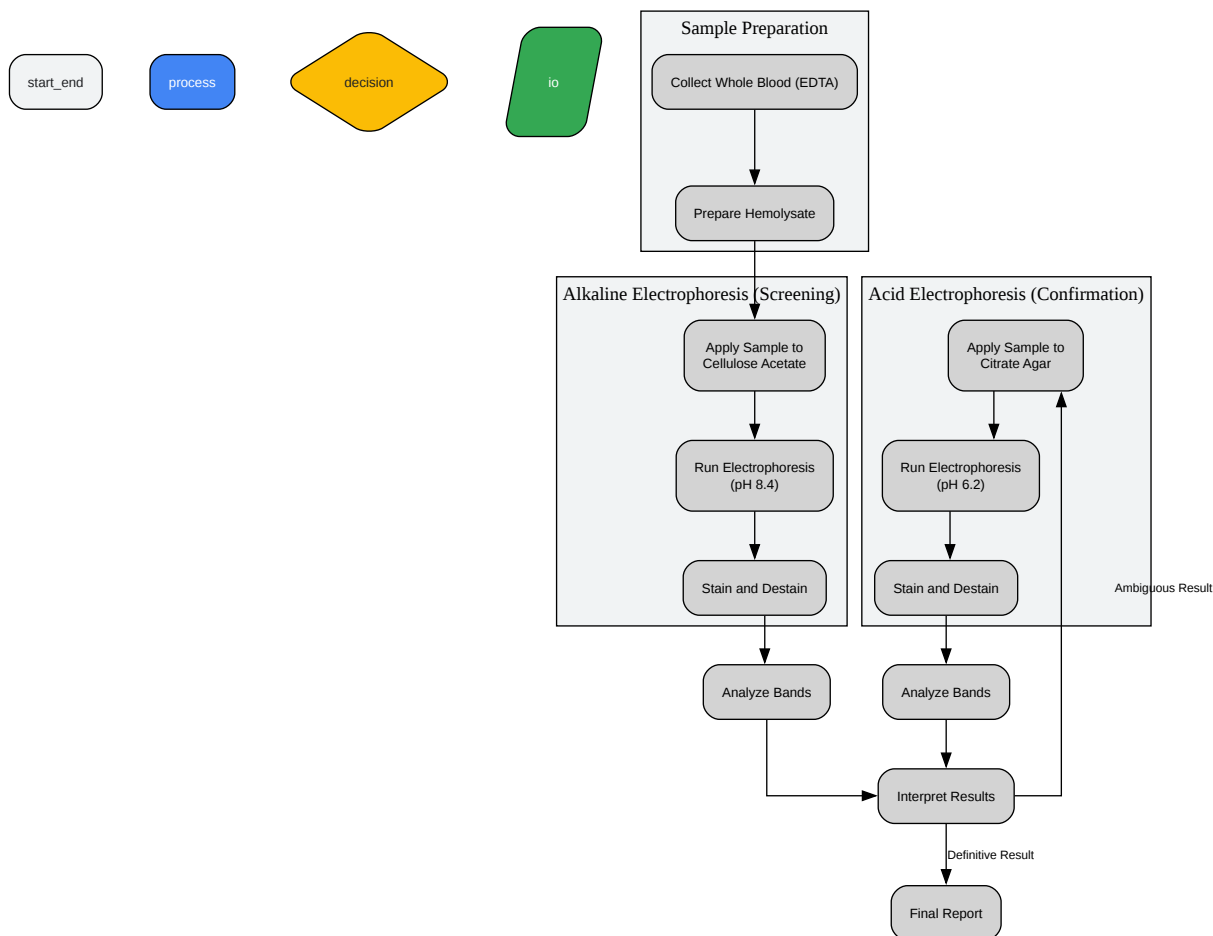 start_end
process
decision
io
Sample Preparation
Collect Whole Blood (EDTA)
Prepare Hemolysate
Alkaline Electrophoresis (Screening)
Apply Sample to
Cellulose Acetate
Run Electrophoresis
(pH 8.4)
Stain and Destain
Acid Electrophoresis (Confirmation)
Apply Sample to
Citrate Agar
Run Electrophoresis
(pH 6.2)
Stain and Destain
Ambiguous Result
Analyze Bands
Analyze Bands
Interpret Results
Definitive Result
Final Report